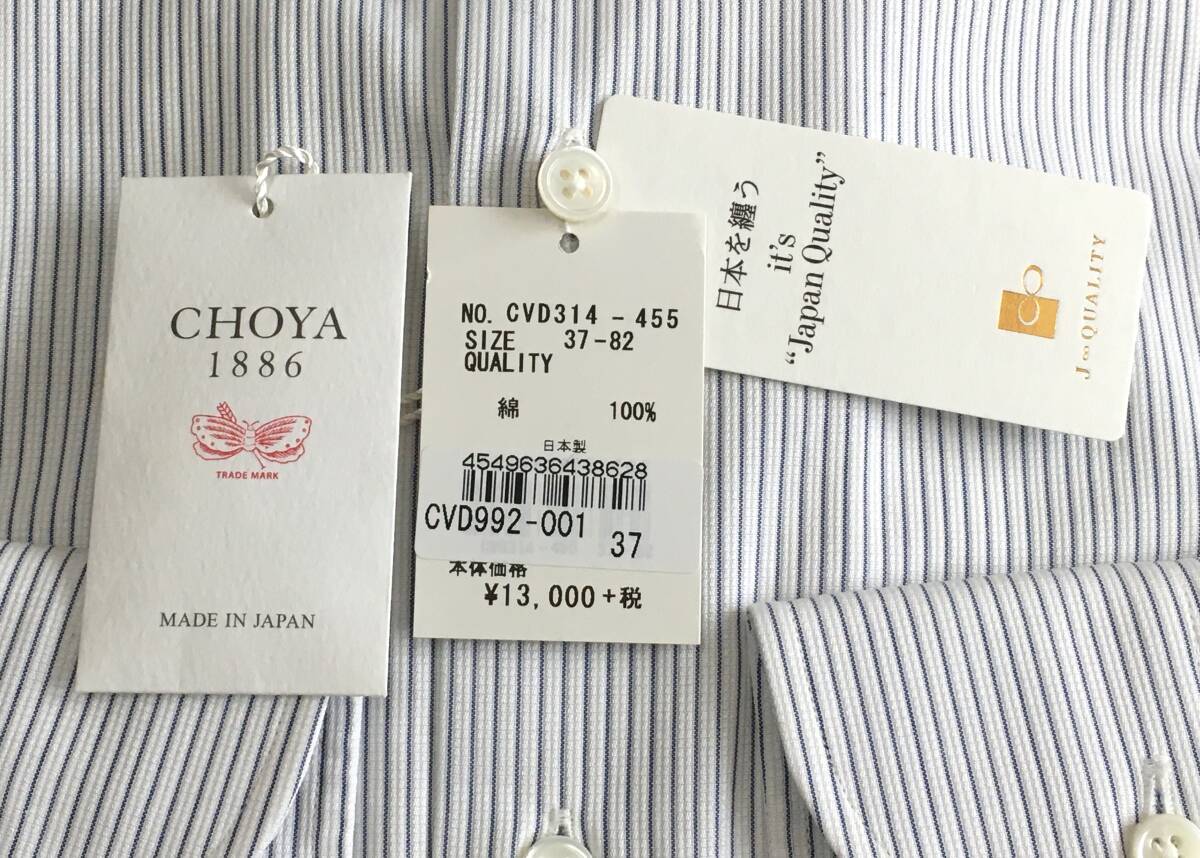 CHOYA
1886
TRADE MARK
MADE IN JAPAN
NO. CVD314 - 455
SIZE 37-82
QUALITY
綿 100%
日本製
4549636438628
CVD992-001
37
本体価格
¥13,000+税
日本を纏う
it's
“Japan Quality”
J∞QUALITY